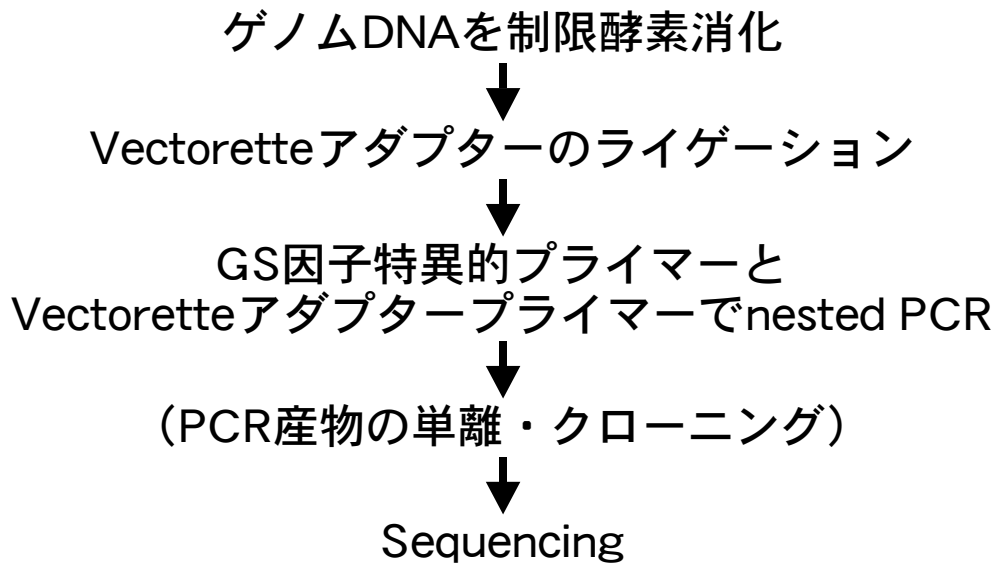 ゲノムDNAを制限酵素消化
Vectoretteアダプターのライゲーション
GS因子特異的プライマーと
Vectoretteアダプタープライマーでnested PCR
（PCR産物の単離・クローニング）
Sequencing